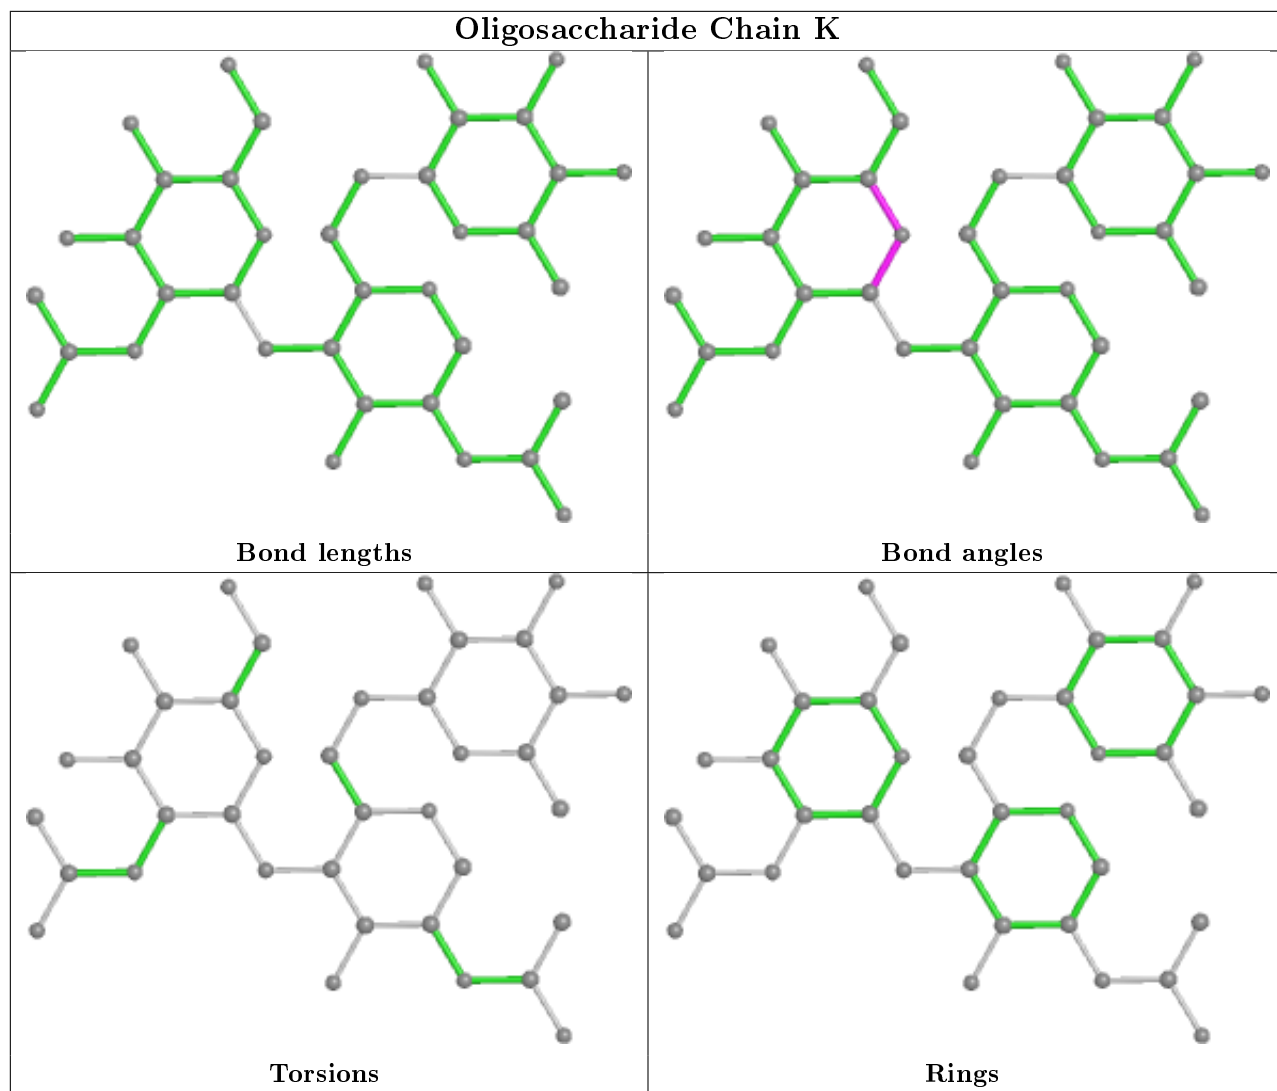 Oligosaccharide Chain K
Bond lengths
Bond angles
Torsions
Rings